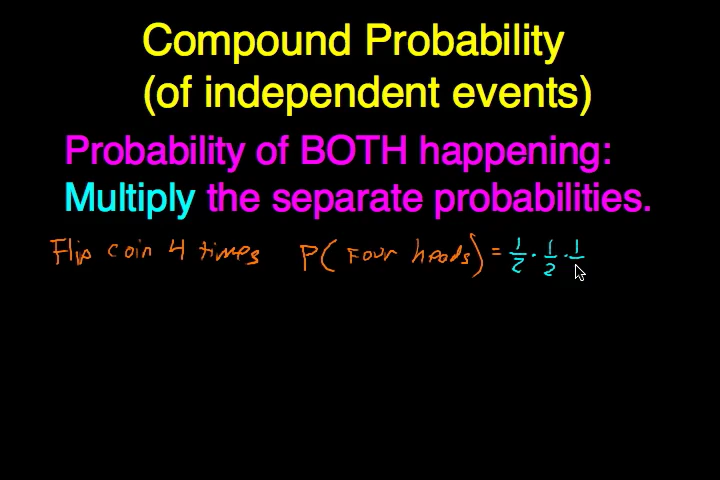 Compound Probability
(of independent events)
Probability of BOTH happening:
Multiply the separate probabilities.
Flip coin 4 times P(Four heads) = 1/2 · 1/2 · 1/